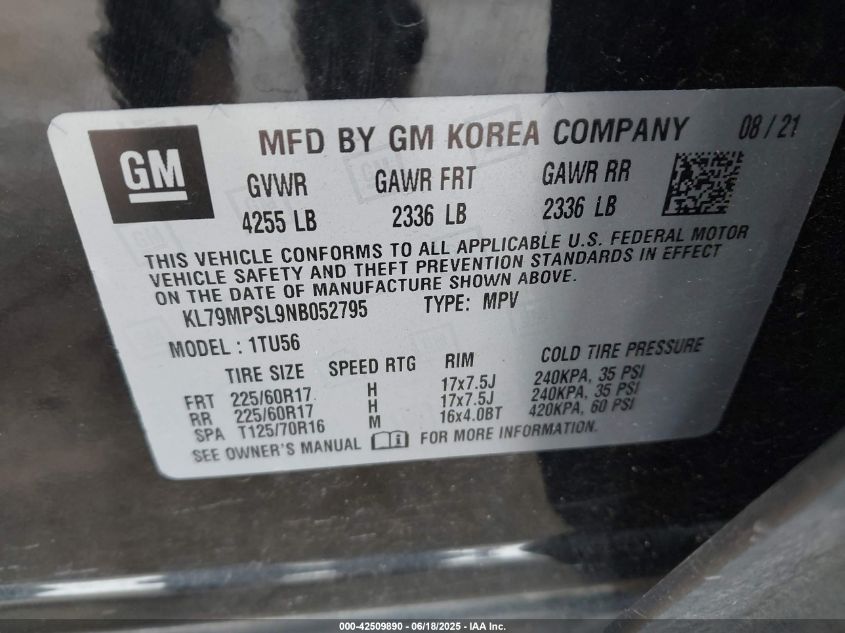 MFD BY GM KOREA COMPANY 08/21
GM
GVWR GAWR FRT GAWR RR
4255 LB 2336 LB 2336 LB
THIS VEHICLE CONFORMS TO ALL APPLICABLE U.S. FEDERAL MOTOR
VEHICLE SAFETY AND THEFT PREVENTION STANDARDS IN EFFECT
ON THE DATE OF MANUFACTURE SHOWN ABOVE.
KL79MPSL9NB052795 TYPE: MPV
MODEL : 1TU56
TIRE SIZE SPEED RTG RIM COLD TIRE PRESSURE
FRT 225/60R17 H 17x7.5J 240KPA, 35 PSI
RR 225/60R17 H 17x7.5J 240KPA, 35 PSI
SPA T125/70R16 M 16x4.0BT 420KPA, 60 PSI
SEE OWNER'S MANUAL i FOR MORE INFORMATION.
000-42509890 - 06/18/2025 - IAA Inc.